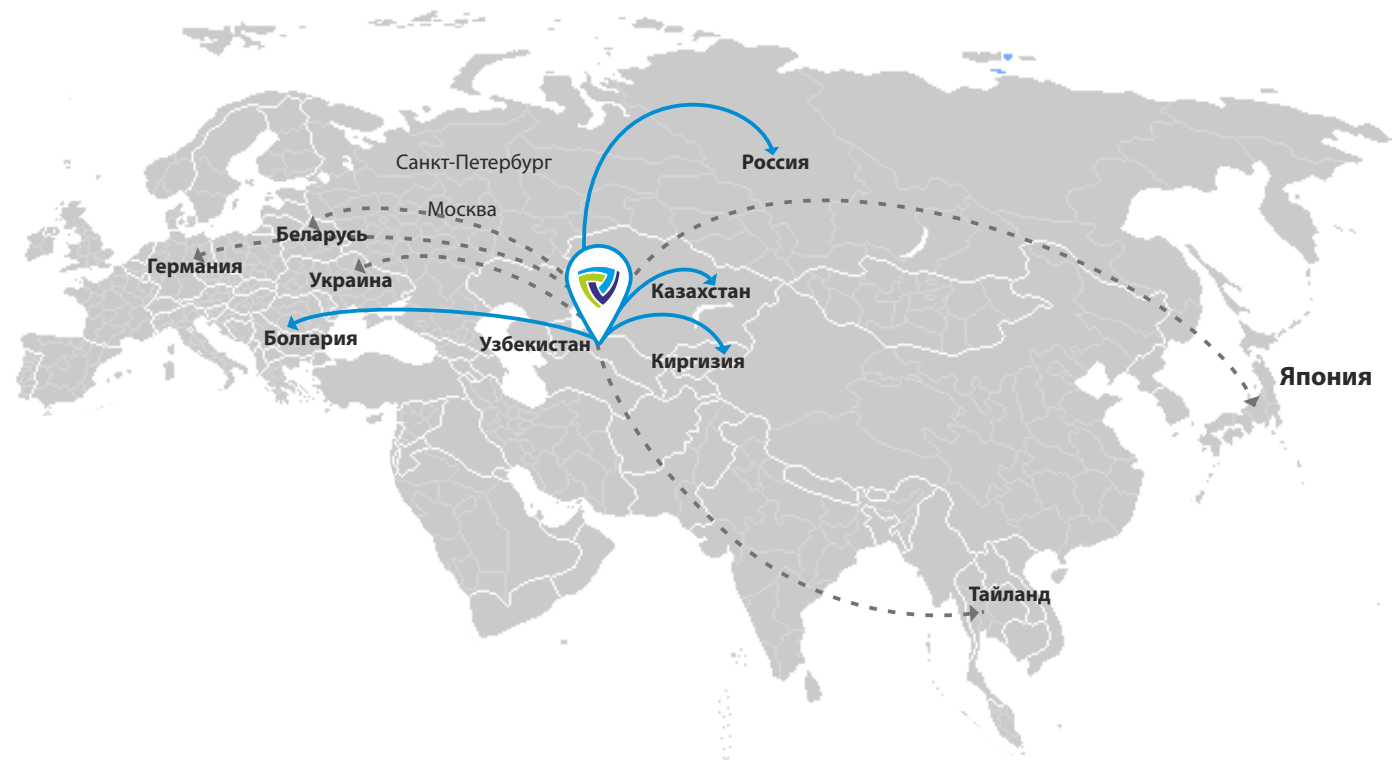 Санкт-Петербург
Россия
Москва
Беларусь
Германия
Украина
Казахстан
Болгария
Узбекистан
Киргизия
Япония
Тайланд